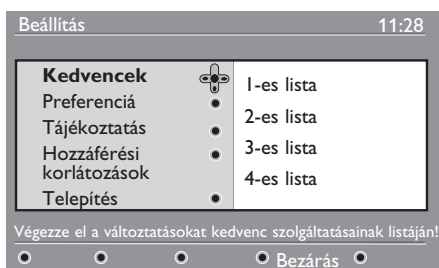 Beállítás 11:28
Kedvencek
Preferenciá
Tájékoztatás
Hozzáférési
korlátozások
Telepítés
1-es lista
2-es lista
3-es lista
4-es lista
Végezze el a változtatásokat kedvenc szolgáltatásainak listáján!
Bezárás